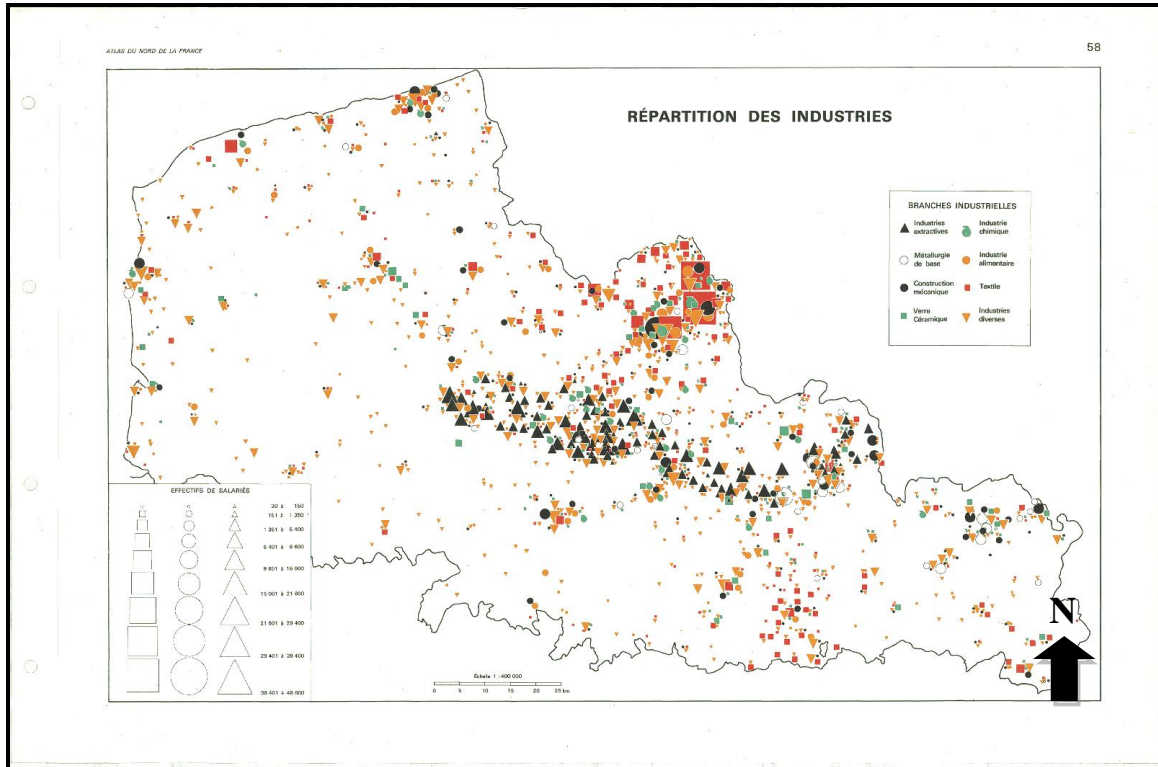 ATLAS DU NORD DE LA FRANCE
58
RÉPARTITION DES INDUSTRIES
BRANCHES INDUSTRIELLES
Industries
extractives
Industrie
chimique
Métallurgie
de base
Industrie
alimentaire
Construction
mécanique
Textile
Verre
Céramique
Industries
diverses
EFFECTIFS DE SALARIÉS
20 à 150
151 à 1 350
1 351 à 5 400
5 401 à 9 600
9 601 à 15 000
15 001 à 21 600
21 601 à 29 400
29 401 à 38 400
38 401 à 48 600
N
Échelle 1 : 400 000
0 5 10 15 20 25 km